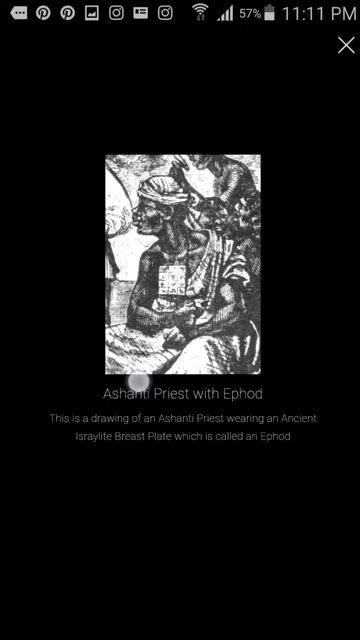 57% 11:11 PM
Ashanti Priest with Ephod
This is a drawing of an Ashanti Priest wearing an Ancient
Israylite Breast Plate which is called an Ephod